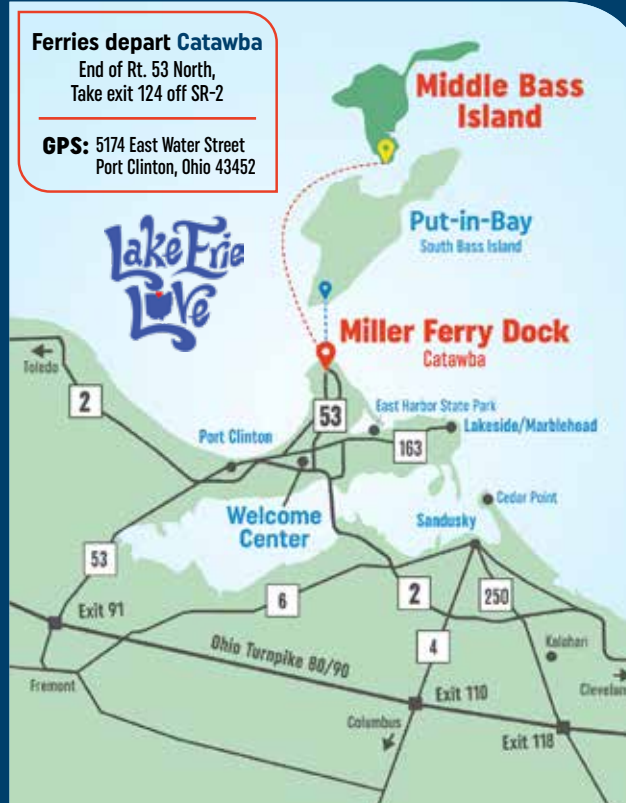 Ferries depart Catawba
End of Rt. 53 North,
Take exit 124 off SR-2
GPS: 5174 East Water Street
Port Clinton, Ohio 43452
Middle Bass
Island
Put-in-Bay
South Bass Island
Lake Erie
Love
Miller Ferry Dock
Catawba
Toledo
2
53
East Harbor State Park
Lakeside/Marblehead
Port Clinton
163
Welcome
Center
Cedar Point
Sandusky
53
6
2
250
Exit 91
Ohio Turnpike 80/90
4
Kalahari
Fremont
Exit 110
Clevelan
Columbus
Exit 118